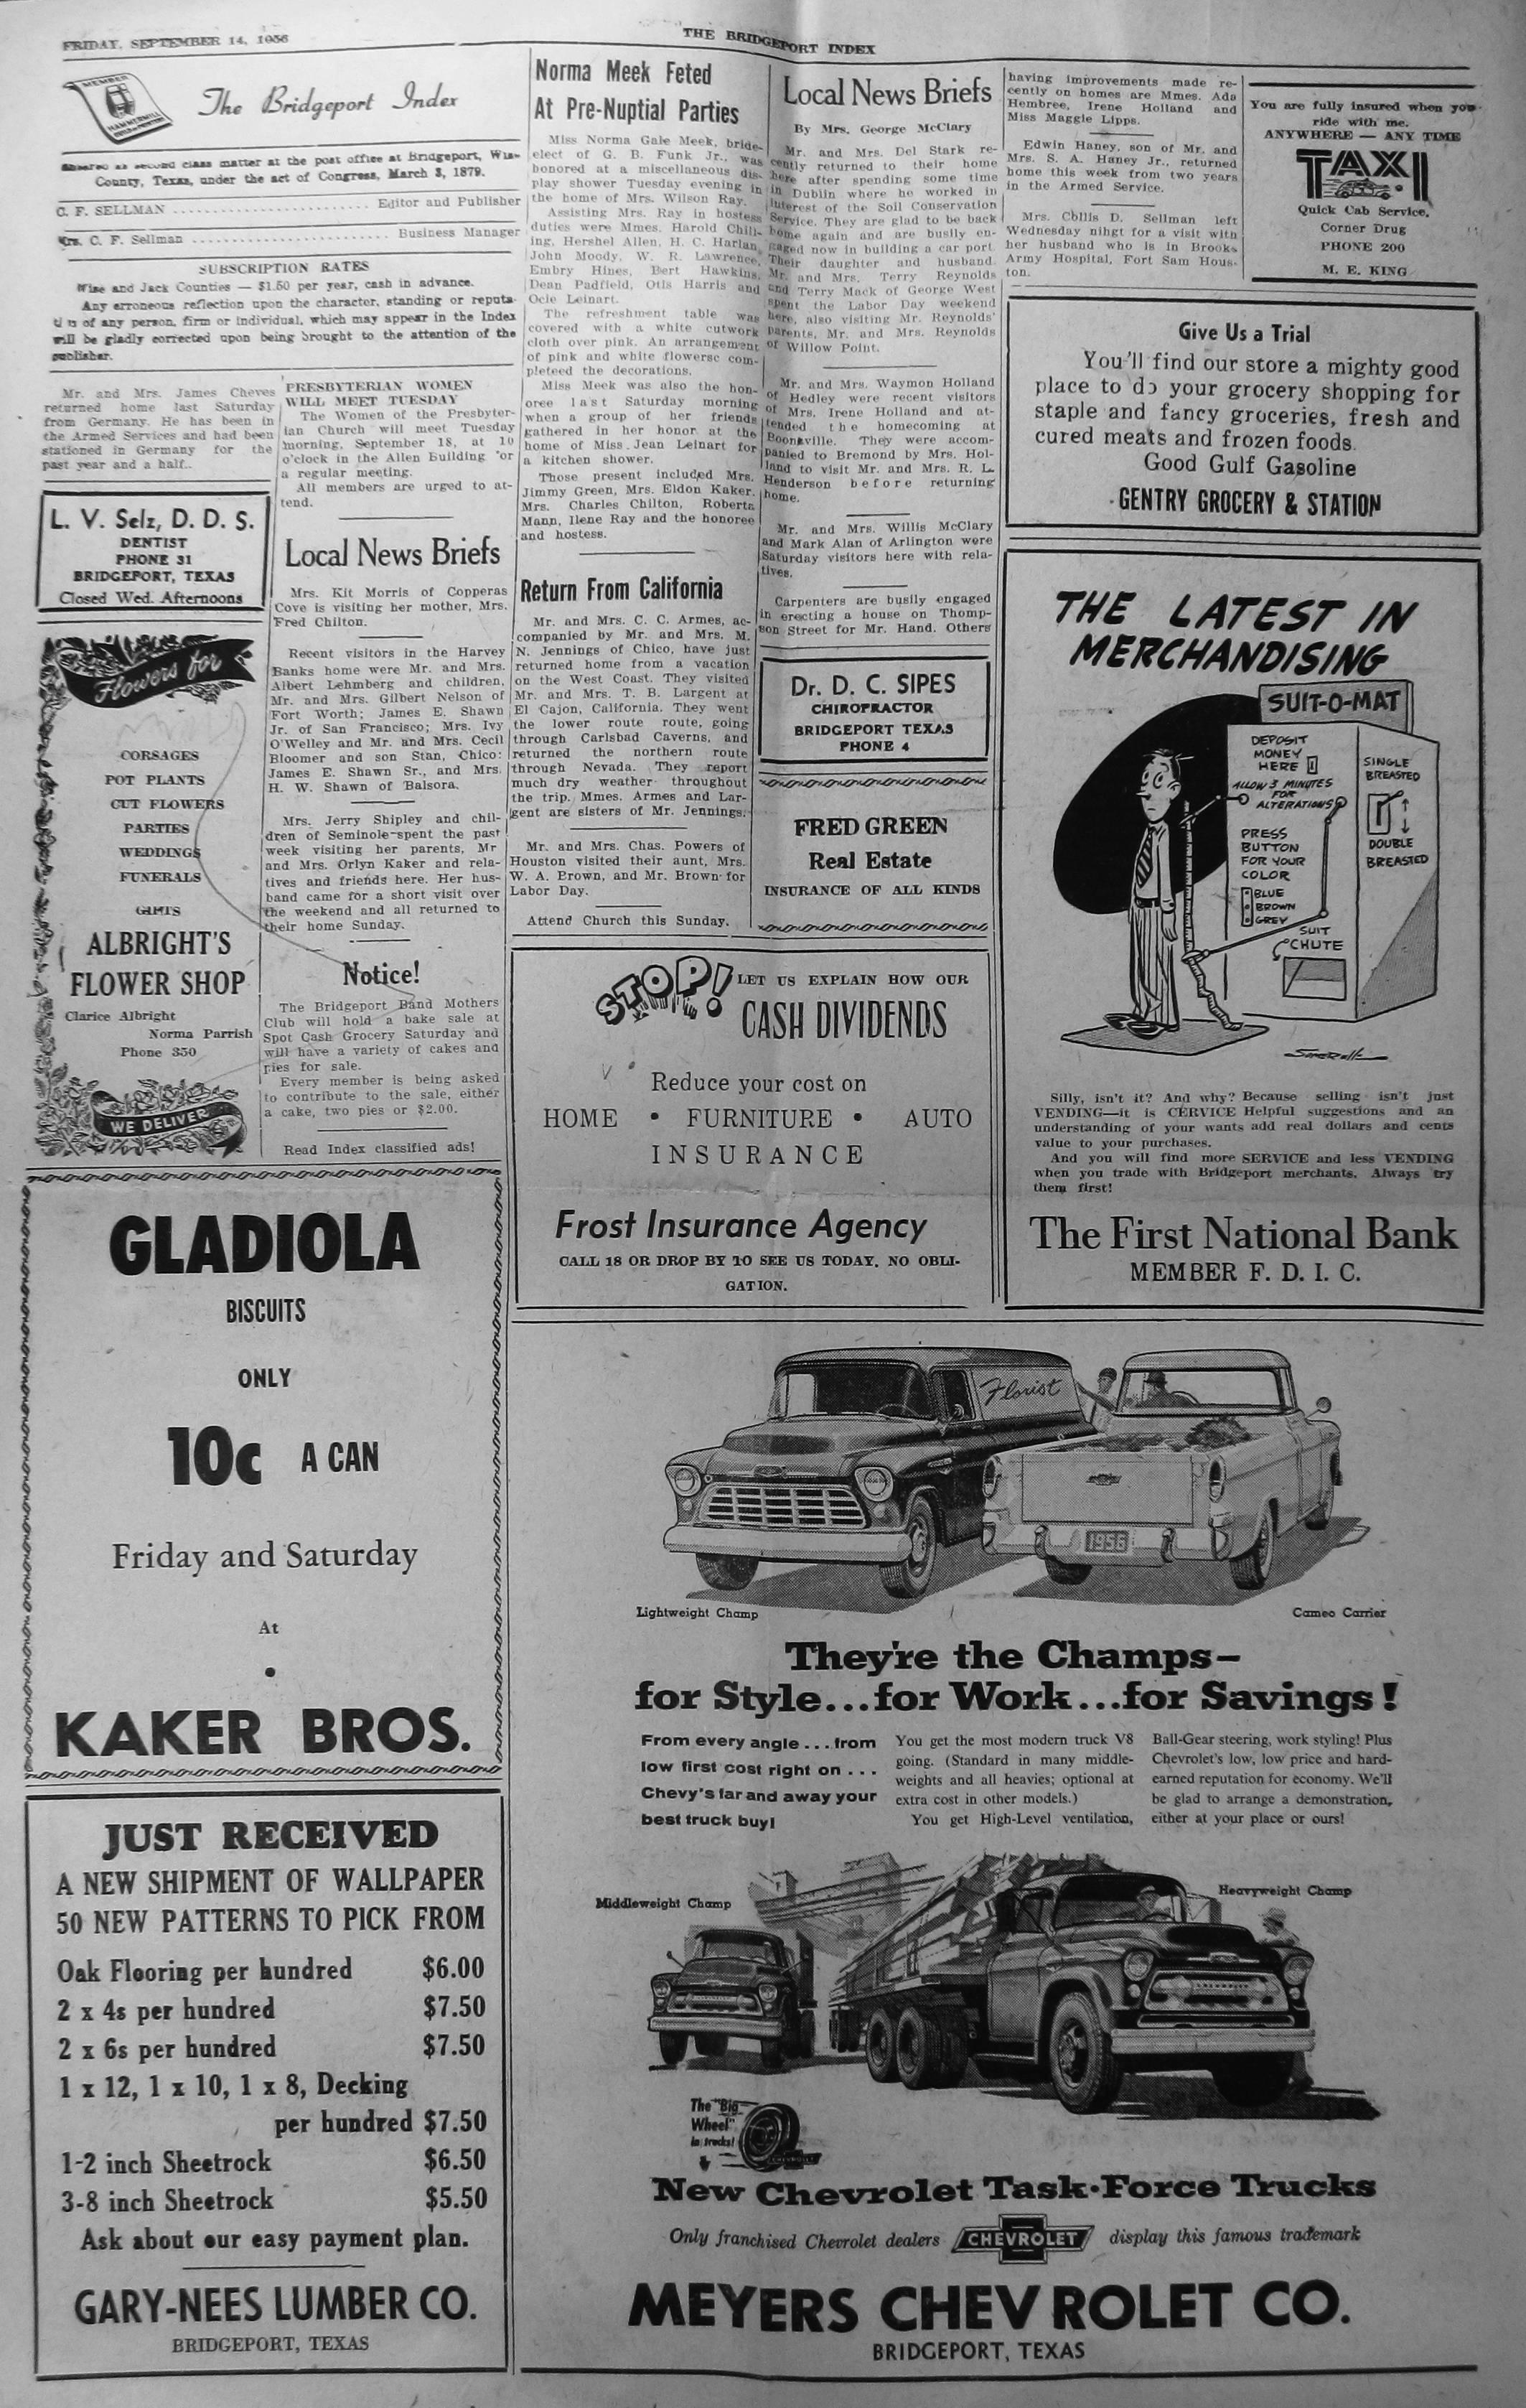 FRIDAY, SEPTEMBER 14, 1956
THE BRIDGEPORT INDEX
MEMBER
HAMMERMILL
The Bridgeport Index
Entered as second class matter at the post office at Bridgeport, Wise
County, Texas, under the act of Congress, March 3, 1879.
C. F. SELLMAN ........................ Editor and Publisher
Mrs. C. F. Sellman ............................ Business Manager
SUBSCRIPTION RATES
Wise and Jack Counties — $1.50 per year, cash in advance.
Any erroneous reflection upon the character, standing or reputa-
of any person, firm or individual, which may appear in the Index
will be gladly corrected upon being brought to the attention of the
publisher.
Mr. and Mrs. James Cheves
returned home last Saturday
from Germany. He has been in
the Armed Services and had been
stationed in Germany for the
past year and a half..
L. V. Selz, D. D. S.
DENTIST
PHONE 31
BRIDGEPORT, TEXAS
Closed Wed. Afternoons
Flowers for
CORSAGES
POT PLANTS
CUT FLOWERS
PARTIES
WEDDINGS
FUNERALS
GIFTS
ALBRIGHT'S
FLOWER SHOP
Clarice Albright
Norma Parrish
Phone 350
WE DELIVER
PRESBYTERIAN WOMEN
WILL MEET TUESDAY
The Women of the Presbyter-
ian Church will meet Tuesday
morning, September 18, at 10
o'clock in the Allen Building for
a regular meeting.
All members are urged to at-
tend.
Local News Briefs
Mrs. Kit Morris of Copperas
Cove is visiting her mother, Mrs.
Fred Chilton.
Recent visitors in the Harvey
Banks home were Mr. and Mrs.
Albert Lehmberg and children,
Mr. and Mrs. Gilbert Nelson of
Fort Worth; James E. Shawn
Jr. of San Francisco; Mrs. Ivy
O'Welley and Mr. and Mrs. Cecil
Bloomer and son Stan, Chico:
James E. Shawn Sr., and Mrs.
H. W. Shawn of Balsora.
Mrs. Jerry Shipley and chil-
dren of Seminole spent the past
week visiting her parents, Mr
and Mrs. Orlyn Kaker and rela-
tives and friends here. Her hus-
band came for a short visit over
the weekend and all returned to
their home Sunday.
Notice!
The Bridgeport Band Mothers
Club will hold a bake sale at
Spot Cash Grocery Saturday and
will have a variety of cakes and
pies for sale.
Every member is being asked
to contribute to the sale, either
a cake, two pies or $2.00.
Read Index classified ads!
Norma Meek Feted
At Pre-Nuptial Parties
Miss Norma Gale Meek, bride-
elect of G. B. Funk Jr., was
honored at a miscellaneous dis-
play shower Tuesday evening in
the home of Mrs. Wilson Ray.
Assisting Mrs. Ray in hostess
duties were Mmes. Harold Chili-
ing, Hershel Allen, H. C. Harlan,
John Moody, W. R. Lawrence,
Embry Hines, Bert Hawkins,
Dean Padfield, Otis Harris and
Ocie Leinart.
The refreshment table was
covered with a white cutwork
cloth over pink. An arrangement
of pink and white flowerse com-
pleteed the decorations.
Miss Meek was also the hon-
oree last Saturday morning
when a group of her friends
gathered in her honor at the
home of Miss Jean Leinart for
a kitchen shower.
Those present included Mrs.
Jimmy Green, Mrs. Eldon Kaker,
Mrs. Charles Chilton, Roberta
Mann, Ilene Ray and the honoree
and hostess.
Return From California
Mr. and Mrs. C. C. Armes, ac-
companied by Mr. and Mrs. M.
N. Jennings of Chico, have just
returned home from a vacation
on the West Coast. They visited
Mr. and Mrs. T. B. Largent at
El Cajon, California. They went
the lower route route, going
through Carlsbad Caverns, and
returned the northern route
through Nevada. They report
much dry weather throughout
the trip. Mmes. Armes and Lar-
gent are sisters of Mr. Jennings.
Mr. and Mrs. Chas. Powers of
Houston visited their aunt, Mrs.
W. A. Brown, and Mr. Brown for
Labor Day.
Attend Church this Sunday.
Local News Briefs
By Mrs. George McClary
Mr. and Mrs. Del Stark re-
cently returned to their home
here after spending some time
in Dublin where he worked in
interest of the Soil Conservation
Service. They are glad to be back
home again and are busily en-
gaged now in building a car port.
Their daughter and husband
Mr. and Mrs. Terry Reynolds
and Terry Mack of George West
spent the Labor Day weekend
here, also visiting Mr. Reynolds'
parents, Mr. and Mrs. Reynolds
of Willow Point.
Mr. and Mrs. Waymon Holland
of Hedley were recent visitors
of Mrs. Irene Holland and at-
tended the homecoming at
Boonsville. They were accom-
panied to Bremond by Mrs. Hol-
land to visit Mr. and Mrs. R. L.
Henderson before returning
home.
Mr. and Mrs. Willis McClary
and Mark Alan of Arlington were
Saturday visitors here with rela-
tives.
Carpenters are busily engaged
in erecting a house on Thomp-
son Street for Mr. Hand. Others
Dr. D. C. SIPES
CHIROPRACTOR
BRIDGEPORT TEXAS
PHONE 4
FRED GREEN
Real Estate
INSURANCE OF ALL KINDS
having improvements made re-
cently on homes are Mmes. Ada
Hembree, Irene Holland and
Miss Maggie Lipps.
Edwin Haney, son of Mr. and
Mrs. S. A. Haney Jr., returned
home this week from two years
in the Armed Service.
Mrs. Collis D. Sellman left
Wednesday nihgt for a visit with
her husband who is in Brooks
Army Hospital, Fort Sam Hous-
ton.
You are fully insured when you
ride with me.
ANYWHERE — ANY TIME
TAXI
Quick Cab Service,
Corner Drug
PHONE 200
M. E. KING
Give Us a Trial
You'll find our store a mighty good
place to do your grocery shopping for
staple and fancy groceries, fresh and
cured meats and frozen foods.
Good Gulf Gasoline
GENTRY GROCERY & STATION
STOP!
LET US EXPLAIN HOW OUR
CASH DIVIDENDS
Reduce your cost on
HOME • FURNITURE • AUTO
INSURANCE
Frost Insurance Agency
CALL 18 OR DROP BY TO SEE US TODAY, NO OBLI-
GATION.
THE LATEST IN
MERCHANDISING
SUIT-O-MAT
DEPOSIT
MONEY
HERE
ALLOW 3 MINUTES
FOR
ALTERATIONS
PRESS
BUTTON
FOR YOUR
COLOR
BLUE
BROWN
GREY
SUIT
CHUTE
SINGLE
BREASTED
DOUBLE
BREASTED
Silly, isn't it? And why? Because selling isn't just
VENDING—it is CERVICE Helpful suggestions and an
understanding of your wants add real dollars and cents
value to your purchases.
And you will find more SERVICE and less VENDING
when you trade with Bridgeport merchants. Always try
them first!
The First National Bank
MEMBER F. D. I. C.
GLADIOLA
BISCUITS
ONLY
10c A CAN
Friday and Saturday
At
•
KAKER BROS.
JUST RECEIVED
A NEW SHIPMENT OF WALLPAPER
50 NEW PATTERNS TO PICK FROM
Oak Flooring per hundred $6.00
2 x 4s per hundred $7.50
2 x 6s per hundred $7.50
1 x 12, 1 x 10, 1 x 8, Decking
per hundred $7.50
1-2 inch Sheetrock $6.50
3-8 inch Sheetrock $5.50
Ask about our easy payment plan.
GARY-NEES LUMBER CO.
BRIDGEPORT, TEXAS
Florist
1956
Lightweight Champ
Cameo Carrier
They're the Champs—
for Style...for Work...for Savings!
From every angle...from
low first cost right on...
Chevy's far and away your
best truck buy!
You get the most modern truck V8
going. (Standard in many middle-
weights and all heavies; optional at
extra cost in other models.)
You get High-Level ventilation,
Ball-Gear steering, work styling! Plus
Chevrolet's low, low price and hard-
earned reputation for economy. We'll
be glad to arrange a demonstration,
either at your place or ours!
Middleweight Champ
Heavyweight Champ
The "Big
Wheel"
in trucks!
New Chevrolet Task-Force Trucks
Only franchised Chevrolet dealers CHEVROLET display this famous trademark
MEYERS CHEVROLET CO.
BRIDGEPORT, TEXAS